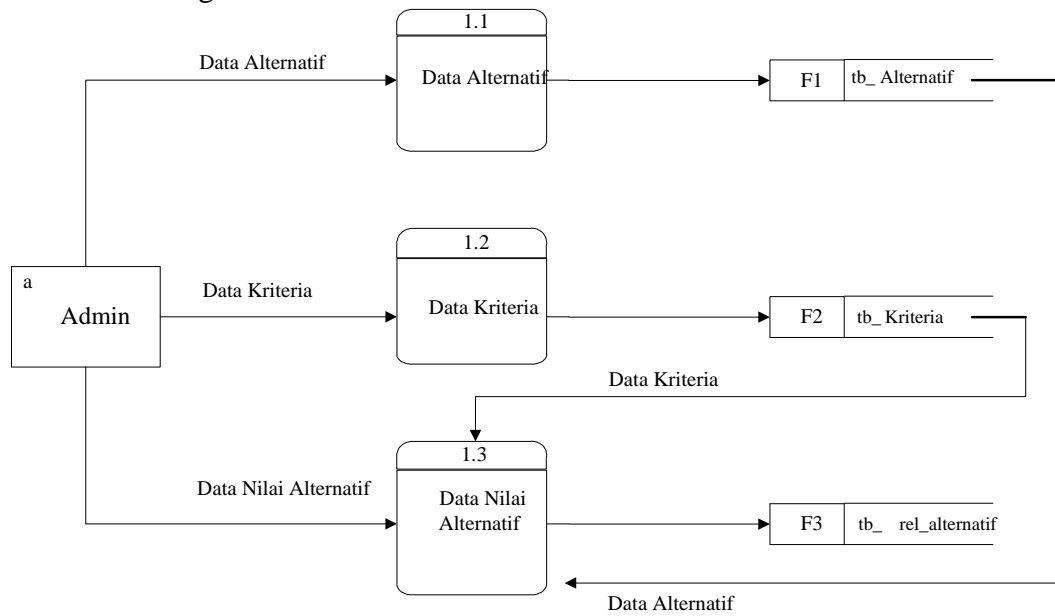 1.1
Data Alternatif
Data Alternatif
F1
tb_ Alternatif
1.2
a
Admin
Data Kriteria
Data Kriteria
F2
tb_ Kriteria
Data Kriteria
1.3
Data Nilai Alternatif
Data Nilai
Alternatif
F3
tb_ rel_alternatif
Data Alternatif